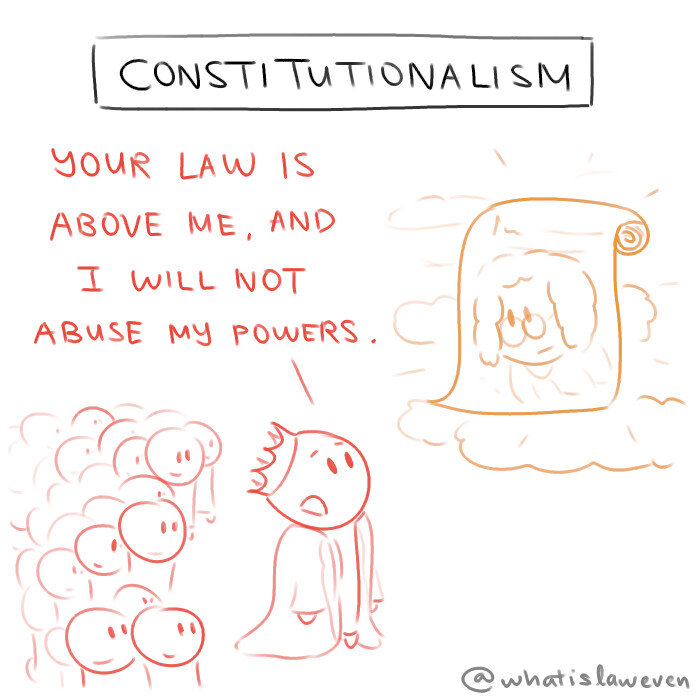 CONSTITUTIONALISM
YOUR LAW IS
ABOVE ME, AND
I WILL NOT
ABUSE MY POWERS.
@whatislaweven